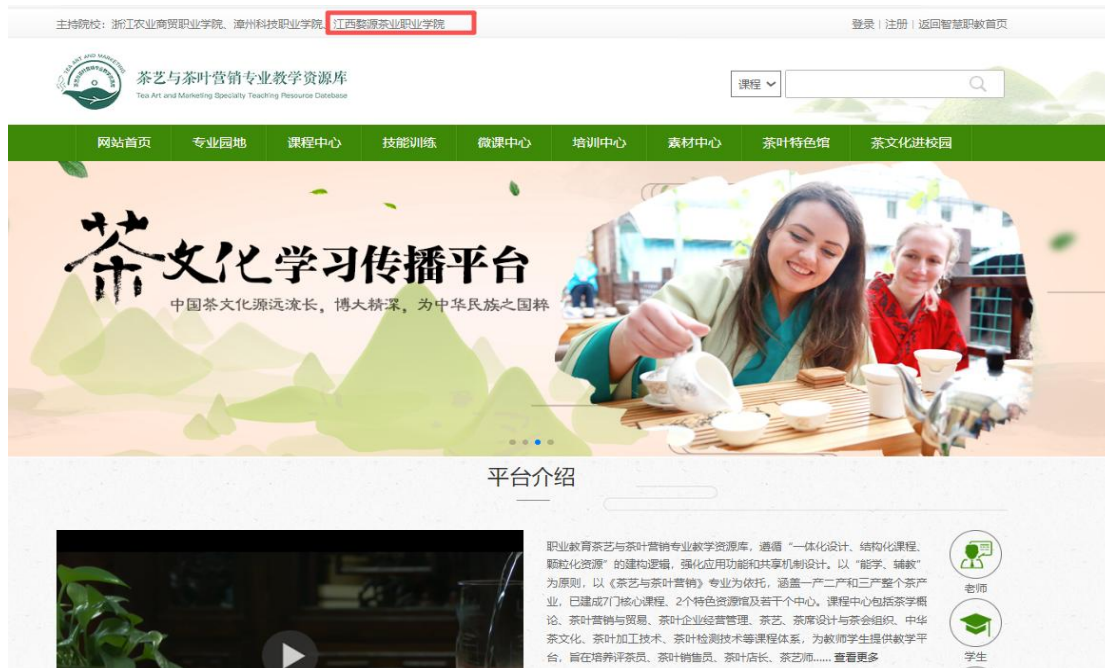 主持院校：浙江农业商贸职业学院、漳州科技职业学院、江西婺源茶业职业学院
登录 | 注册 | 返回智慧职教首页
TEA ART AND MARKETING
茶艺与茶叶营销专业教学资源库
Tea Art and Marketing Specialty Teaching Resource Database
课程
网站首页 专业园地 课程中心 技能训练 微课中心 培训中心 素材中心 茶叶特色馆 茶文化进校园
茶文化学习传播平台
中国茶文化源远流长，博大精深，为中华民族之国粹
平台介绍
职业教育茶艺与茶叶营销专业教学资源库，遵循“一体化设计、结构化课程、
颗粒化资源”的建构逻辑，强化应用功能和共享机制设计。以“能学、辅教”
为原则，以《茶艺与茶叶营销》专业为依托，涵盖一产二产和三产整个茶产
业，已建成7门核心课程、2个特色资源馆及若干个中心。课程中心包括茶学概
论、茶叶营销与贸易、茶叶企业经营管理、茶艺、茶席设计与茶会组织、中华
茶文化、茶叶加工技术、茶叶检测技术等课程体系，为教师学生提供教学平
台，旨在培养评茶员、茶叶销售员、茶叶店长、茶艺师...... 查看更多
老师
学生